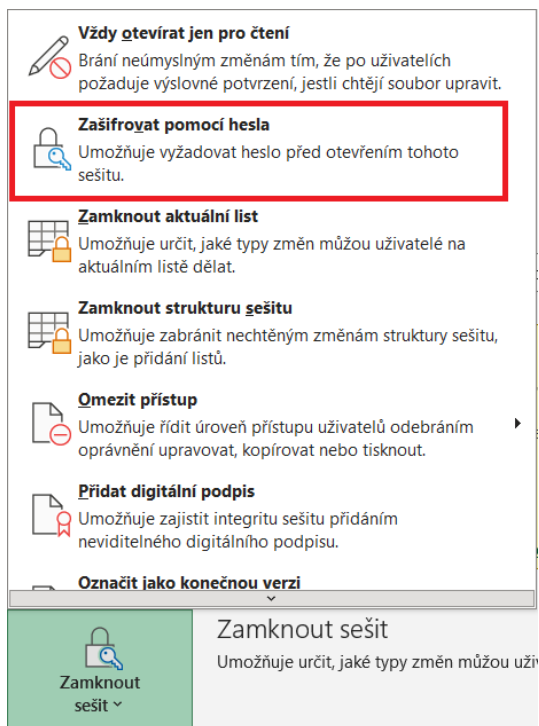 Vždy otevírat jen pro čtení
Brání neúmyslným změnám tím, že po uživatelích
požaduje výslovné potvrzení, jestli chtějí soubor upravit.
Zašifrovat pomocí hesla
Umožňuje vyžadovat heslo před otevřením tohoto
sešitu.
Zamknout aktuální list
Umožňuje určit, jaké typy změn můžou uživatelé na
aktuálním listě dělat.
Zamknout strukturu sešitu
Umožňuje zabránit nechtěným změnám struktury sešitu,
jako je přidání listů.
Omezit přístup
Umožňuje řídit úroveň přístupu uživatelů odebráním
oprávnění upravovat, kopírovat nebo tisknout.
Přidat digitální podpis
Umožňuje zajistit integritu sešitu přidáním
neviditelného digitálního podpisu.
Označit jako konečnou verzi
Zamknout
sešit
Zamknout sešit
Umožňuje určit, jaké typy změn můžou